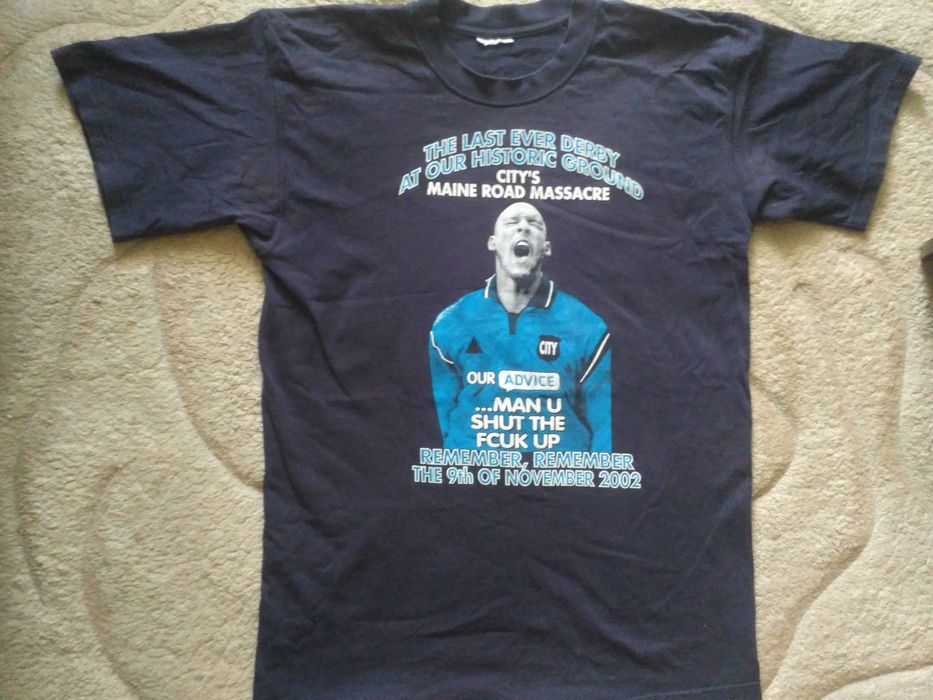 THE LAST EVER DERBY
AT OUR HISTORIC GROUND
CITY'S
MAINE ROAD MASSACRE
CITY
OUR ADVICE
...MAN U
SHUT THE
FCUK UP
REMEMBER, REMEMBER
THE 9th OF NOVEMBER 2002